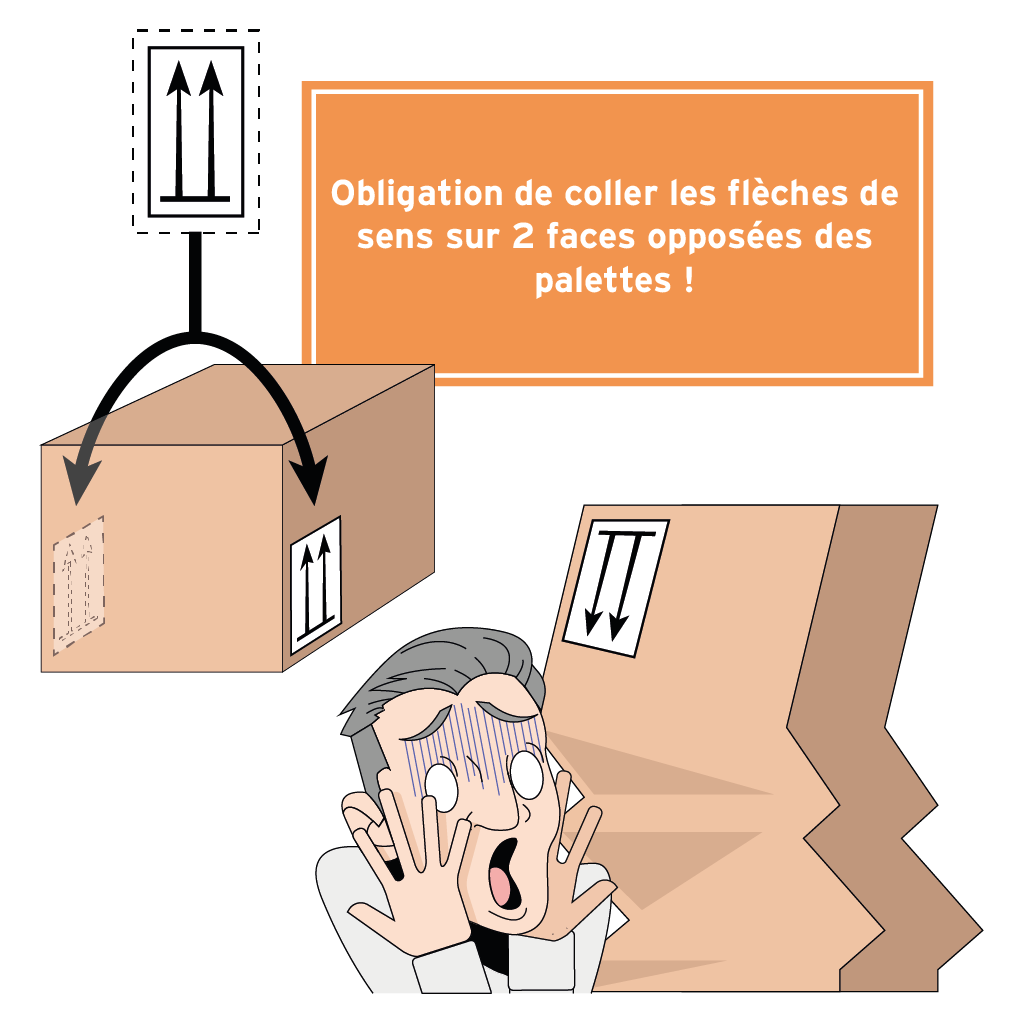 Obligation de coller les flèches de
sens sur 2 faces opposées des
palettes !